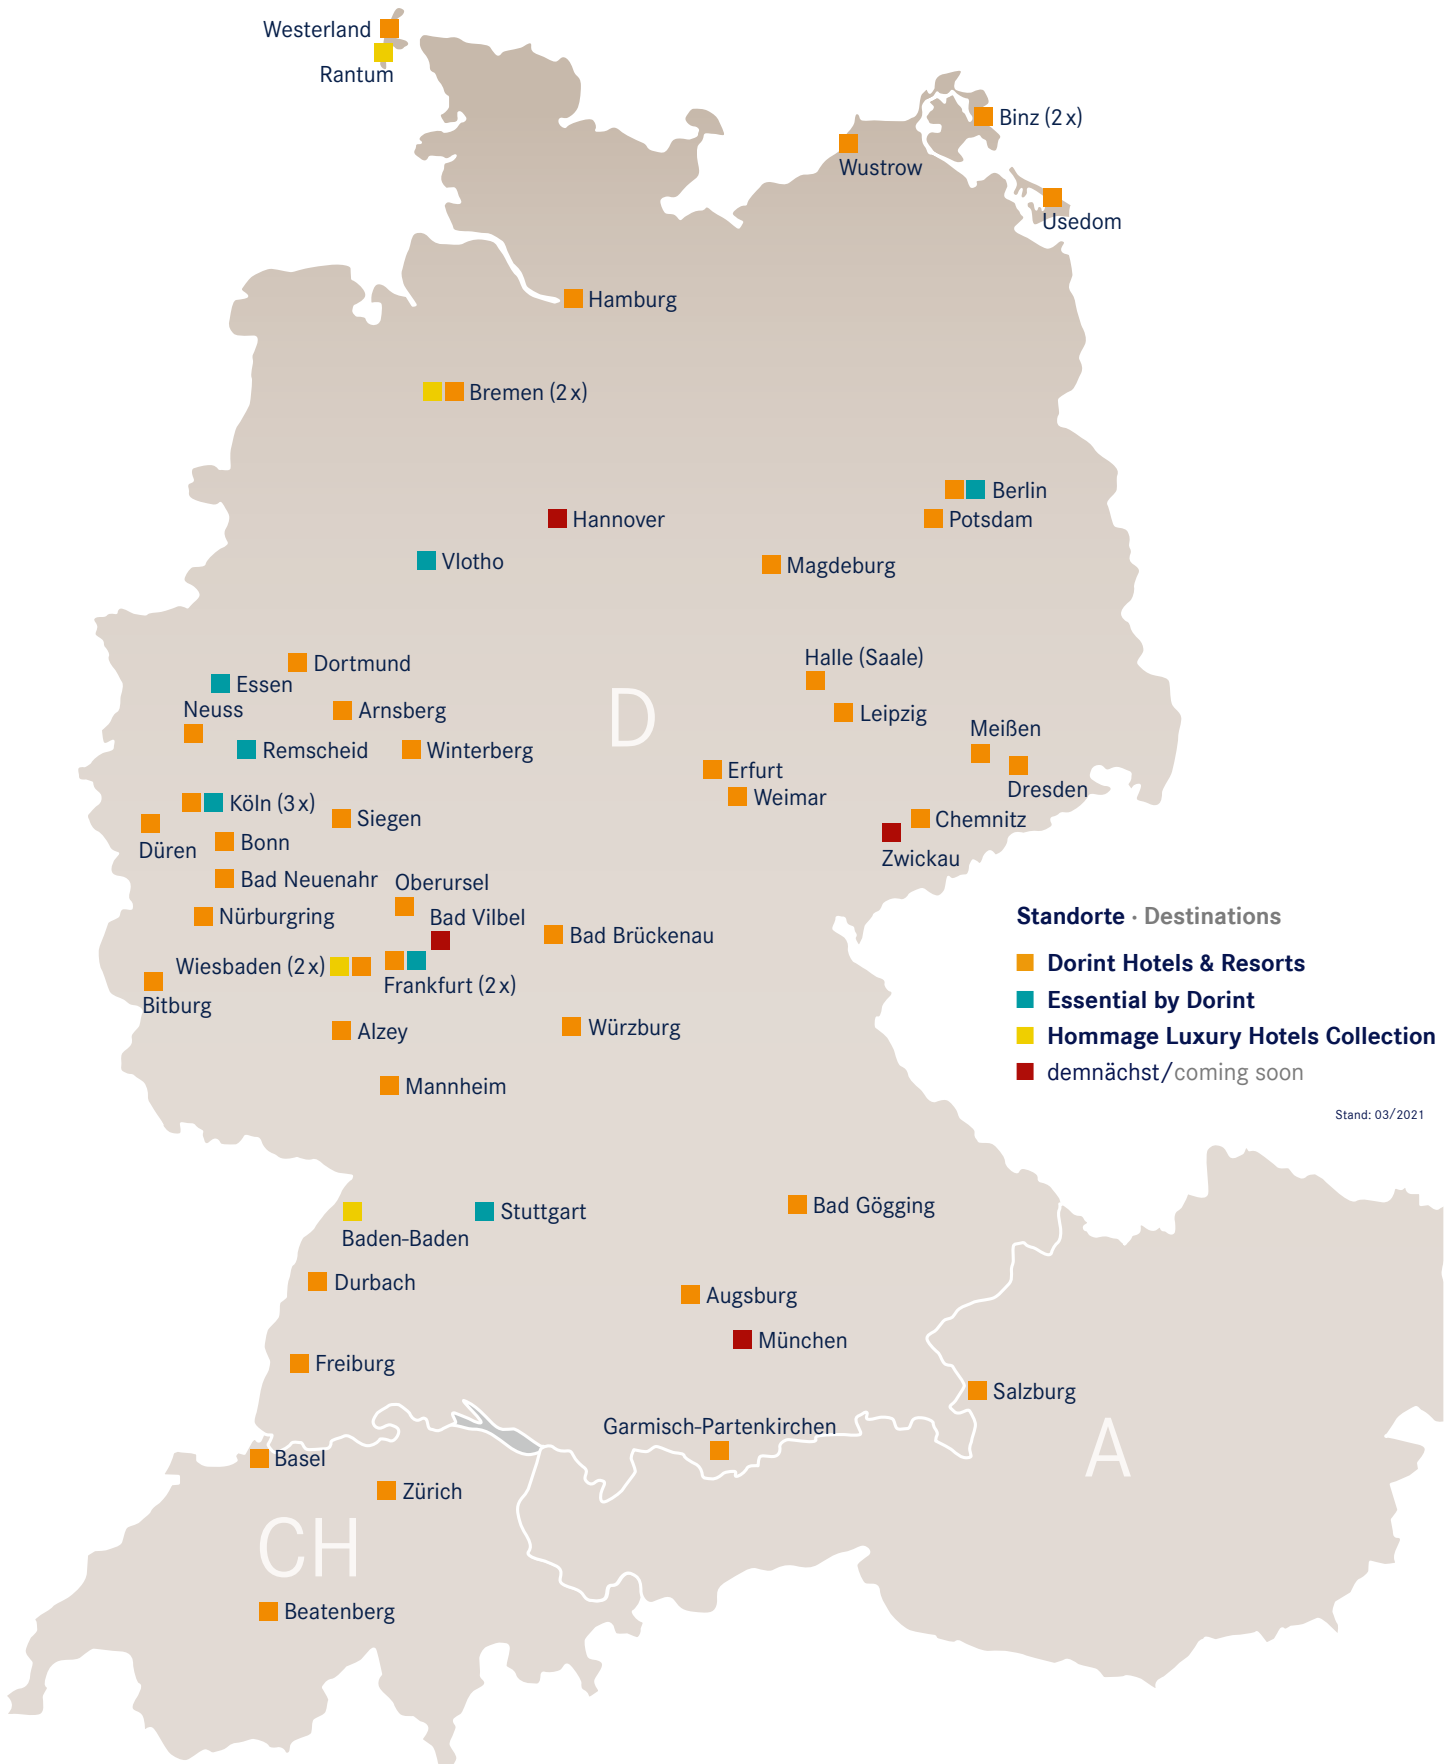 Westerland
Rantum
Binz (2 x)
Wustrow
Usedom
Hamburg
Bremen (2 x)
Berlin
Hannover
Potsdam
Vlotho
Magdeburg
Halle (Saale)
Dortmund
Essen
Neuss
Arnsberg
D
Leipzig
Meißen
Remscheid
Winterberg
Erfurt
Dresden
Weimar
Köln (3 x)
Siegen
Chemnitz
Düren
Bonn
Zwickau
Bad Neuenahr
Oberursel
Nürburgring
Bad Vilbel
Bad Brückenau
Wiesbaden (2 x)
Frankfurt (2 x)
Bitburg
Alzey
Würzburg
Mannheim
Standorte · Destinations
Dorint Hotels & Resorts
Essential by Dorint
Hommage Luxury Hotels Collection
demnächst/coming soon
Stand: 03/2021
Bad Gögging
Stuttgart
Baden-Baden
Durbach
Augsburg
München
Freiburg
Salzburg
Garmisch-Partenkirchen
A
Basel
Zürich
CH
Beatenberg